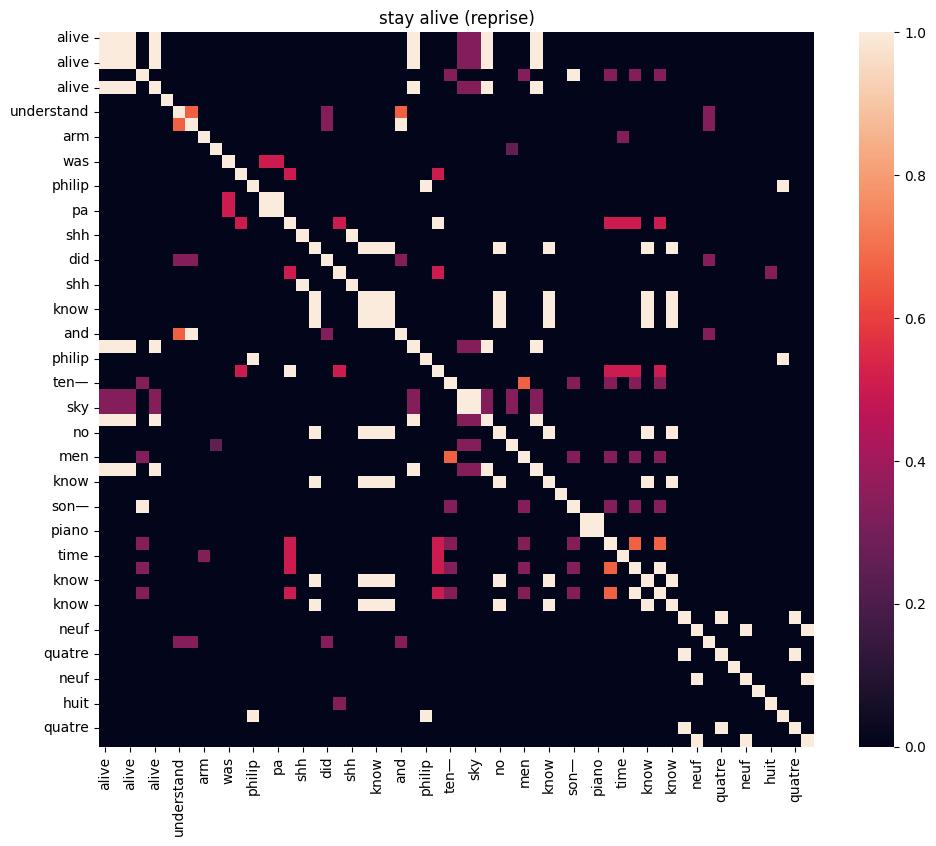 stay alive (reprise)
alive
alive
alive
understand
arm
was
philip
pa
shh
did
shh
know
and
philip
ten—
sky
no
men
know
son—
piano
time
know
know
neuf
quatre
neuf
huit
quatre
1.0
0.8
0.6
0.4
0.2
0.0
alive
alive
alive
understand
arm
was
philip
pa
shh
did
shh
know
and
philip
ten—
sky
no
men
know
son—
piano
time
know
know
neuf
quatre
neuf
huit
quatre